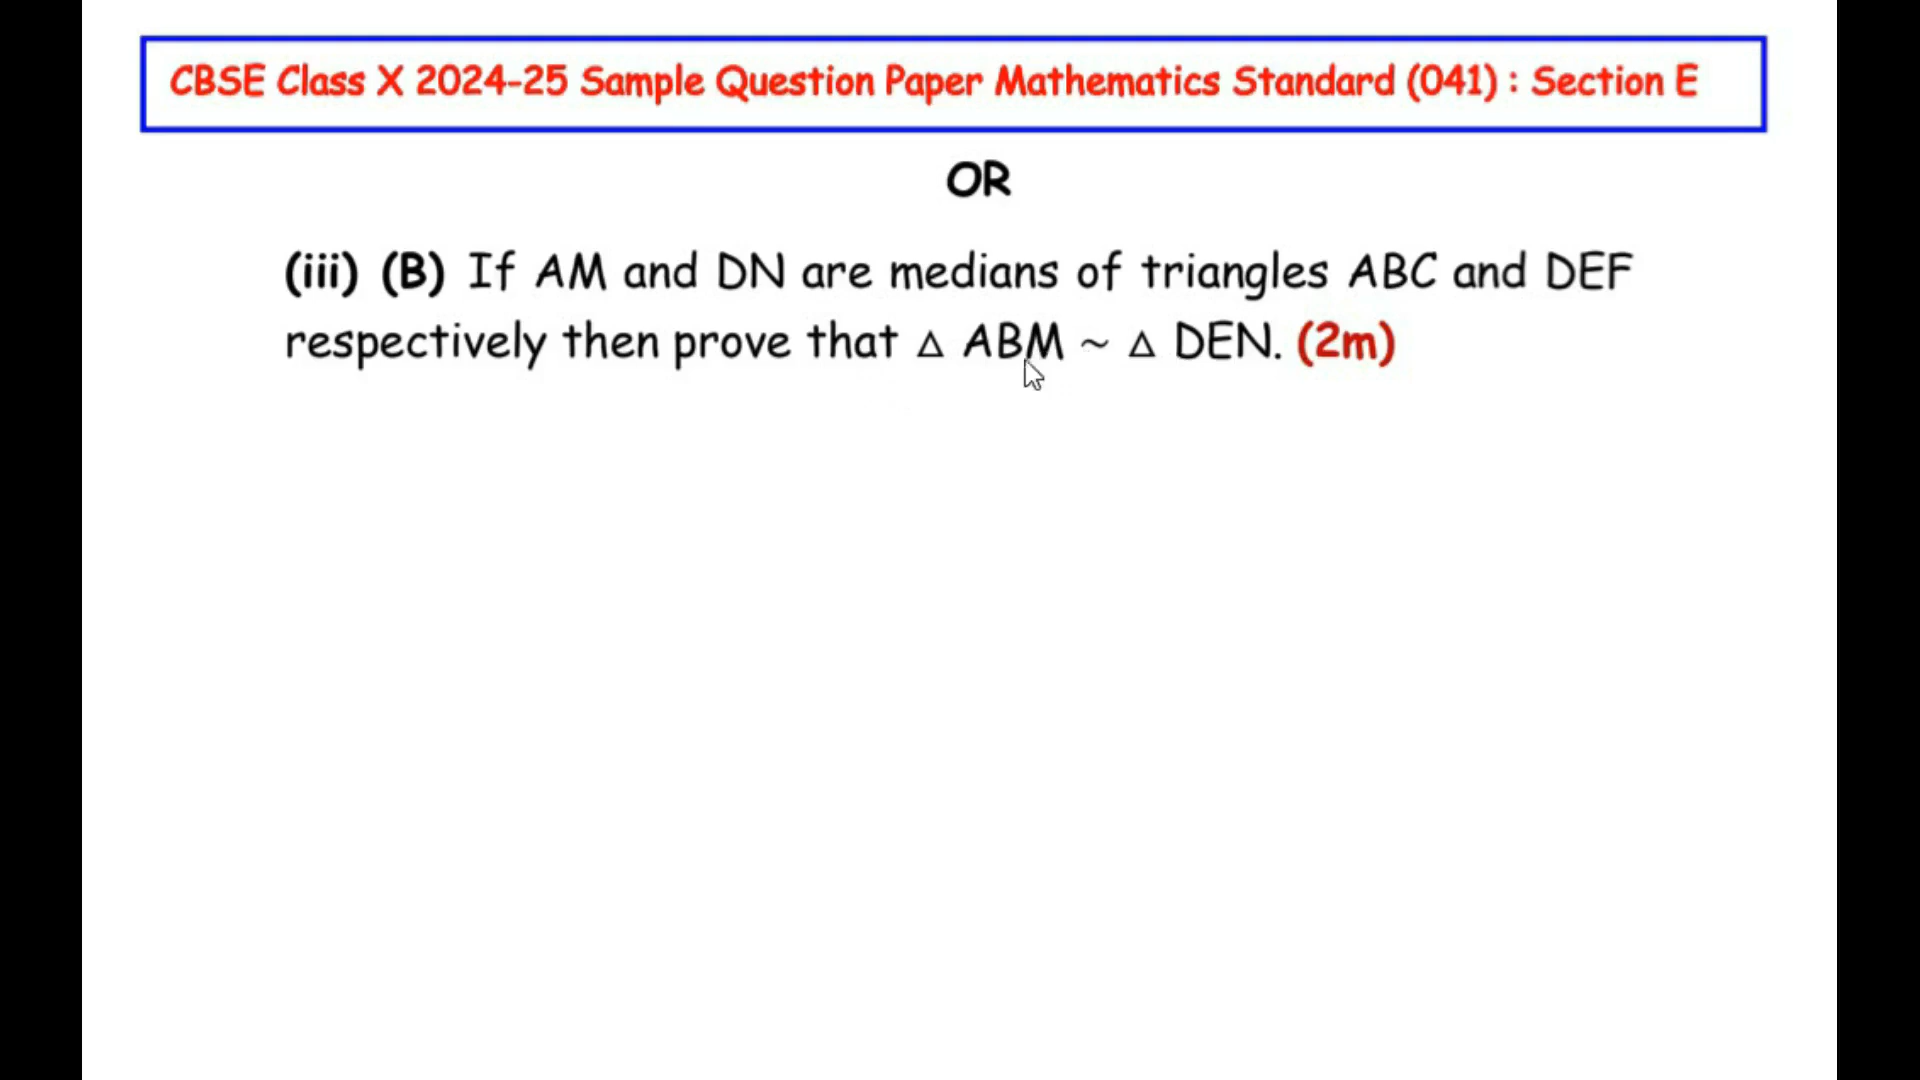 CBSE Class X 2024-25 Sample Question Paper Mathematics Standard (041) : Section E
OR
(iii) (B) If AM and DN are medians of triangles ABC and DEF
respectively then prove that △ ABM ~ △ DEN. (2m)